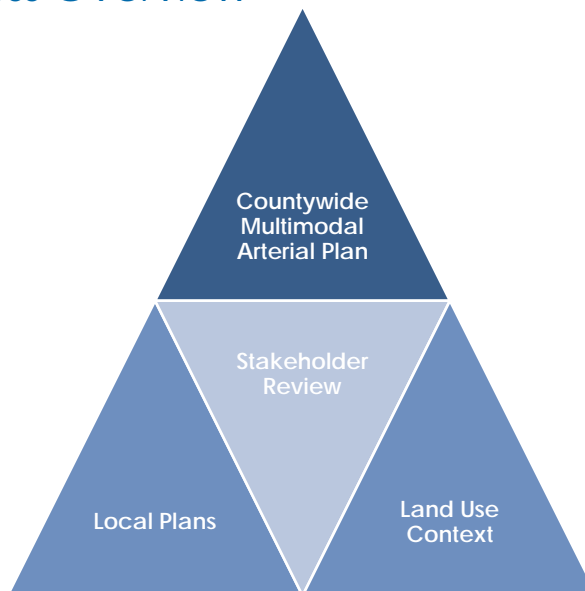 Countywide
Multimodal
Arterial Plan
Stakeholder
Review
Local Plans
Land Use
Context